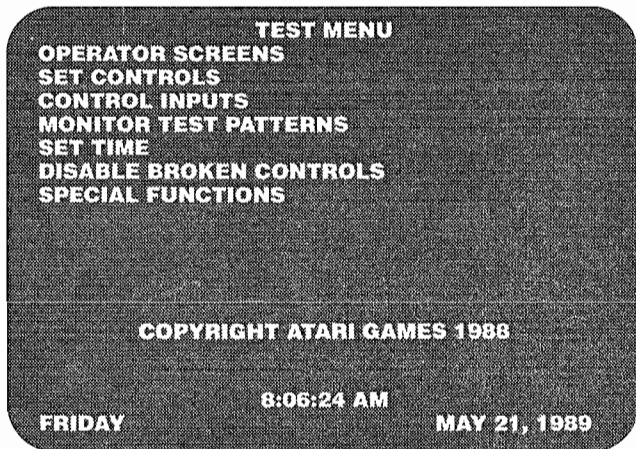 TEST MENU
OPERATOR SCREENS
SET CONTROLS
CONTROL INPUTS
MONITOR TEST PATTERNS
SET TIME
DISABLE BROKEN CONTROLS
SPECIAL FUNCTIONS
COPYRIGHT ATARI GAMES 1988
8:06:24 AM
FRIDAY MAY 21, 1989